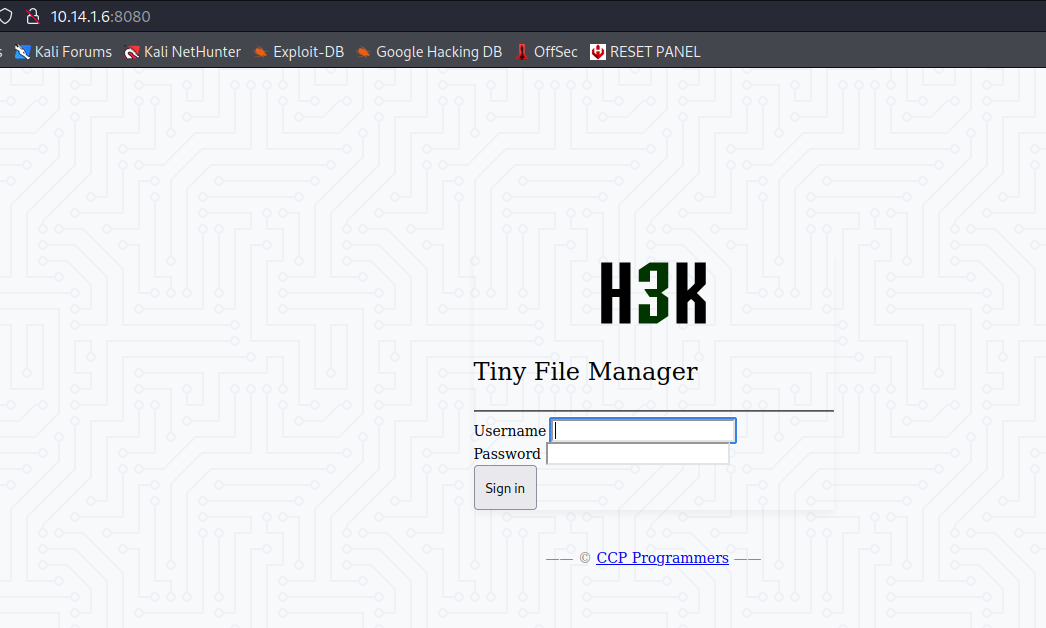 10.14.1.6:8080
s Kali Forums Kali NetHunter Exploit-DB Google Hacking DB OffSec RESET PANEL
H3K
Tiny File Manager
Username
Password
Sign in
—— © CCP Programmers ——